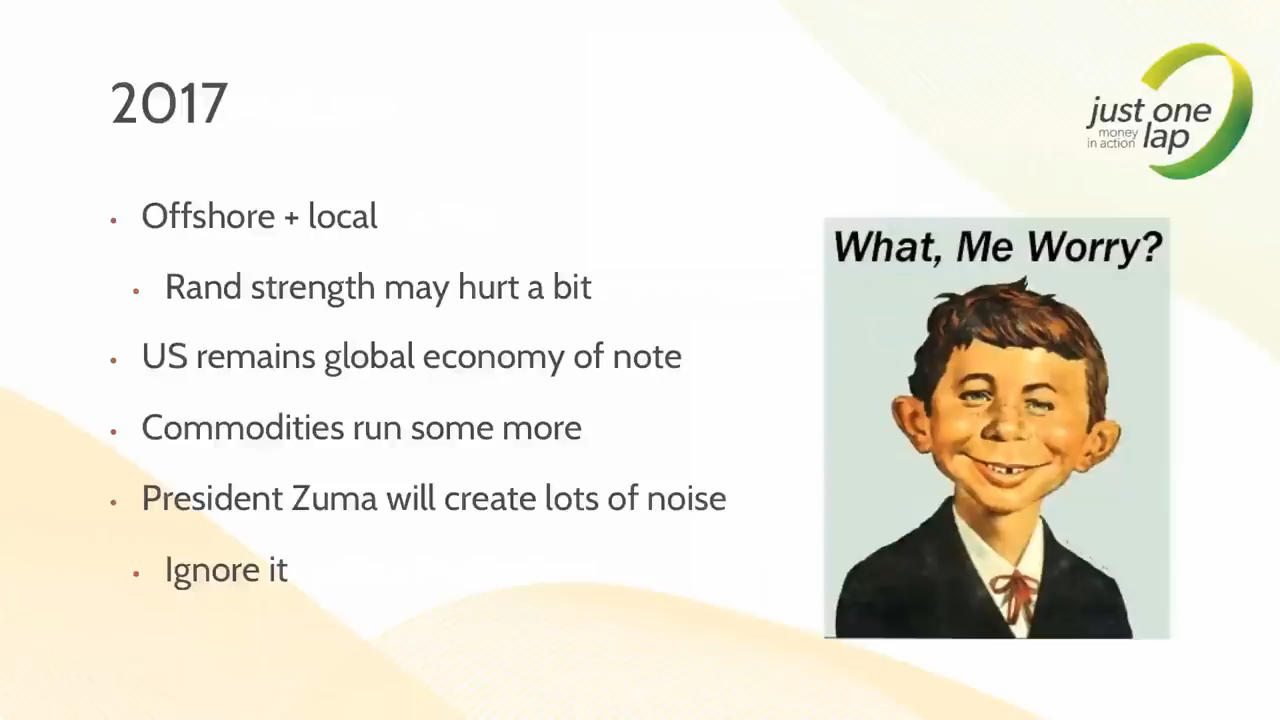 2017
just one
money
in action
lap
Offshore + local
Rand strength may hurt a bit
US remains global economy of note
Commodities run some more
President Zuma will create lots of noise
Ignore it
What, Me Worry?